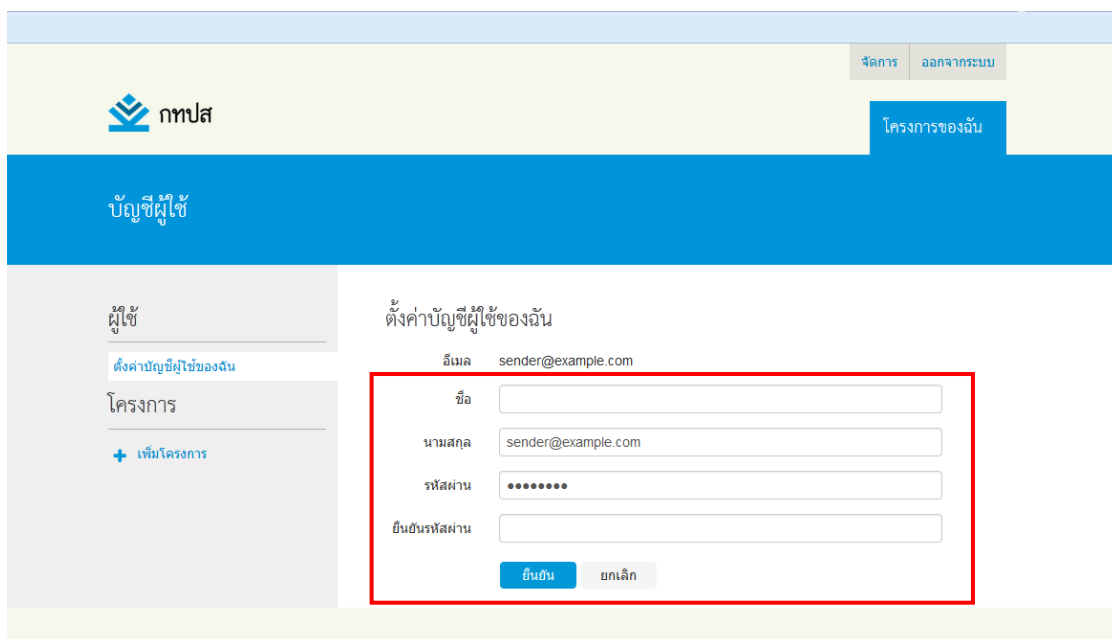 จัดการ ออกจากระบบ
กทปส
โครงการของฉัน
บัญชีผู้ใช้
ผู้ใช้
ตั้งค่าบัญชีผู้ใช้ของฉัน
โครงการ
เพิ่มโครงการ
ตั้งค่าบัญชีผู้ใช้ของฉัน
อีเมล sender@example.com
ชื่อ
นามสกุล sender@example.com
รหัสผ่าน ••••••••
ยืนยันรหัสผ่าน
ยืนยัน ยกเลิก